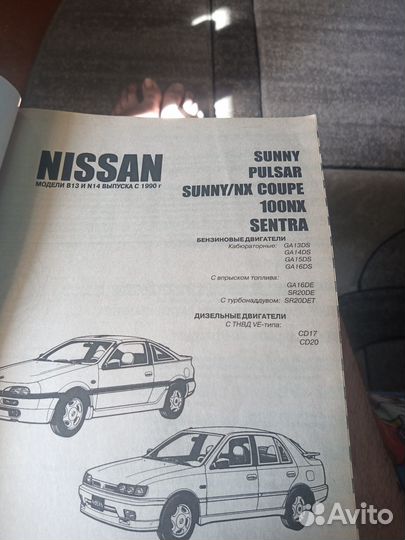 NISSAN
МОДЕЛИ B13 И N14 ВЫПУСКА С 1990 г
SUNNY
PULSAR
SUNNY/NX COUPE
100NX
SENTRA
БЕНЗИНОВЫЕ ДВИГАТЕЛИ
Кабюраторные: GA13DS
GA14DS
GA15DS
GA16DS
С впрыском топлива:
GA16DE
SR20DE
С турбонаддувом: SR20DET
ДИЗЕЛЬНЫЕ ДВИГАТЕЛИ
С ТНВД VE-типа:
CD17
CD20
Avito